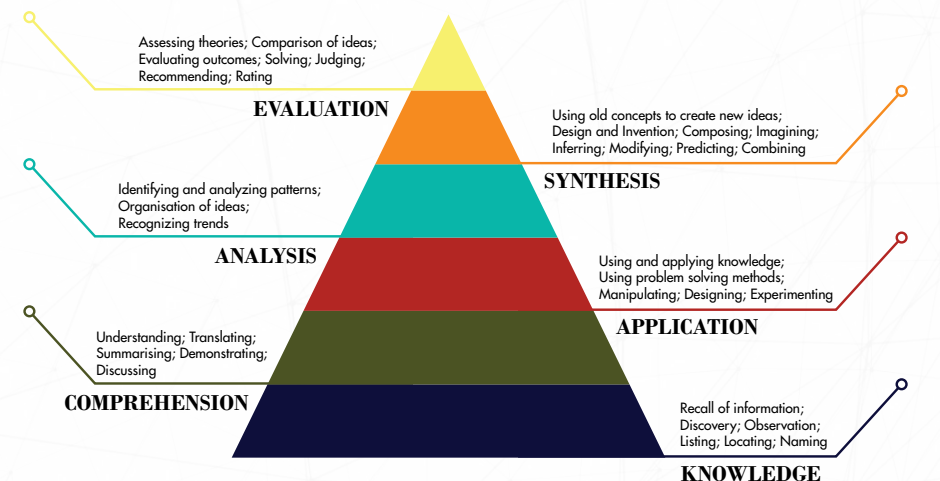 Assessing theories; Comparison of ideas;
Evaluating outcomes; Solving; Judging;
Recommending; Rating
EVALUATION
Using old concepts to create new ideas;
Design and Invention; Composing; Imagining;
Inferring; Modifying; Predicting; Combining
SYNTHESIS
Identifying and analyzing patterns;
Organisation of ideas;
Recognizing trends
ANALYSIS
Using and applying knowledge;
Using problem solving methods;
Manipulating; Designing; Experimenting
APPLICATION
Understanding; Translating;
Summarising; Demonstrating;
Discussing
COMPREHENSION
Recall of information;
Discovery; Observation;
Listing; Locating; Naming
KNOWLEDGE